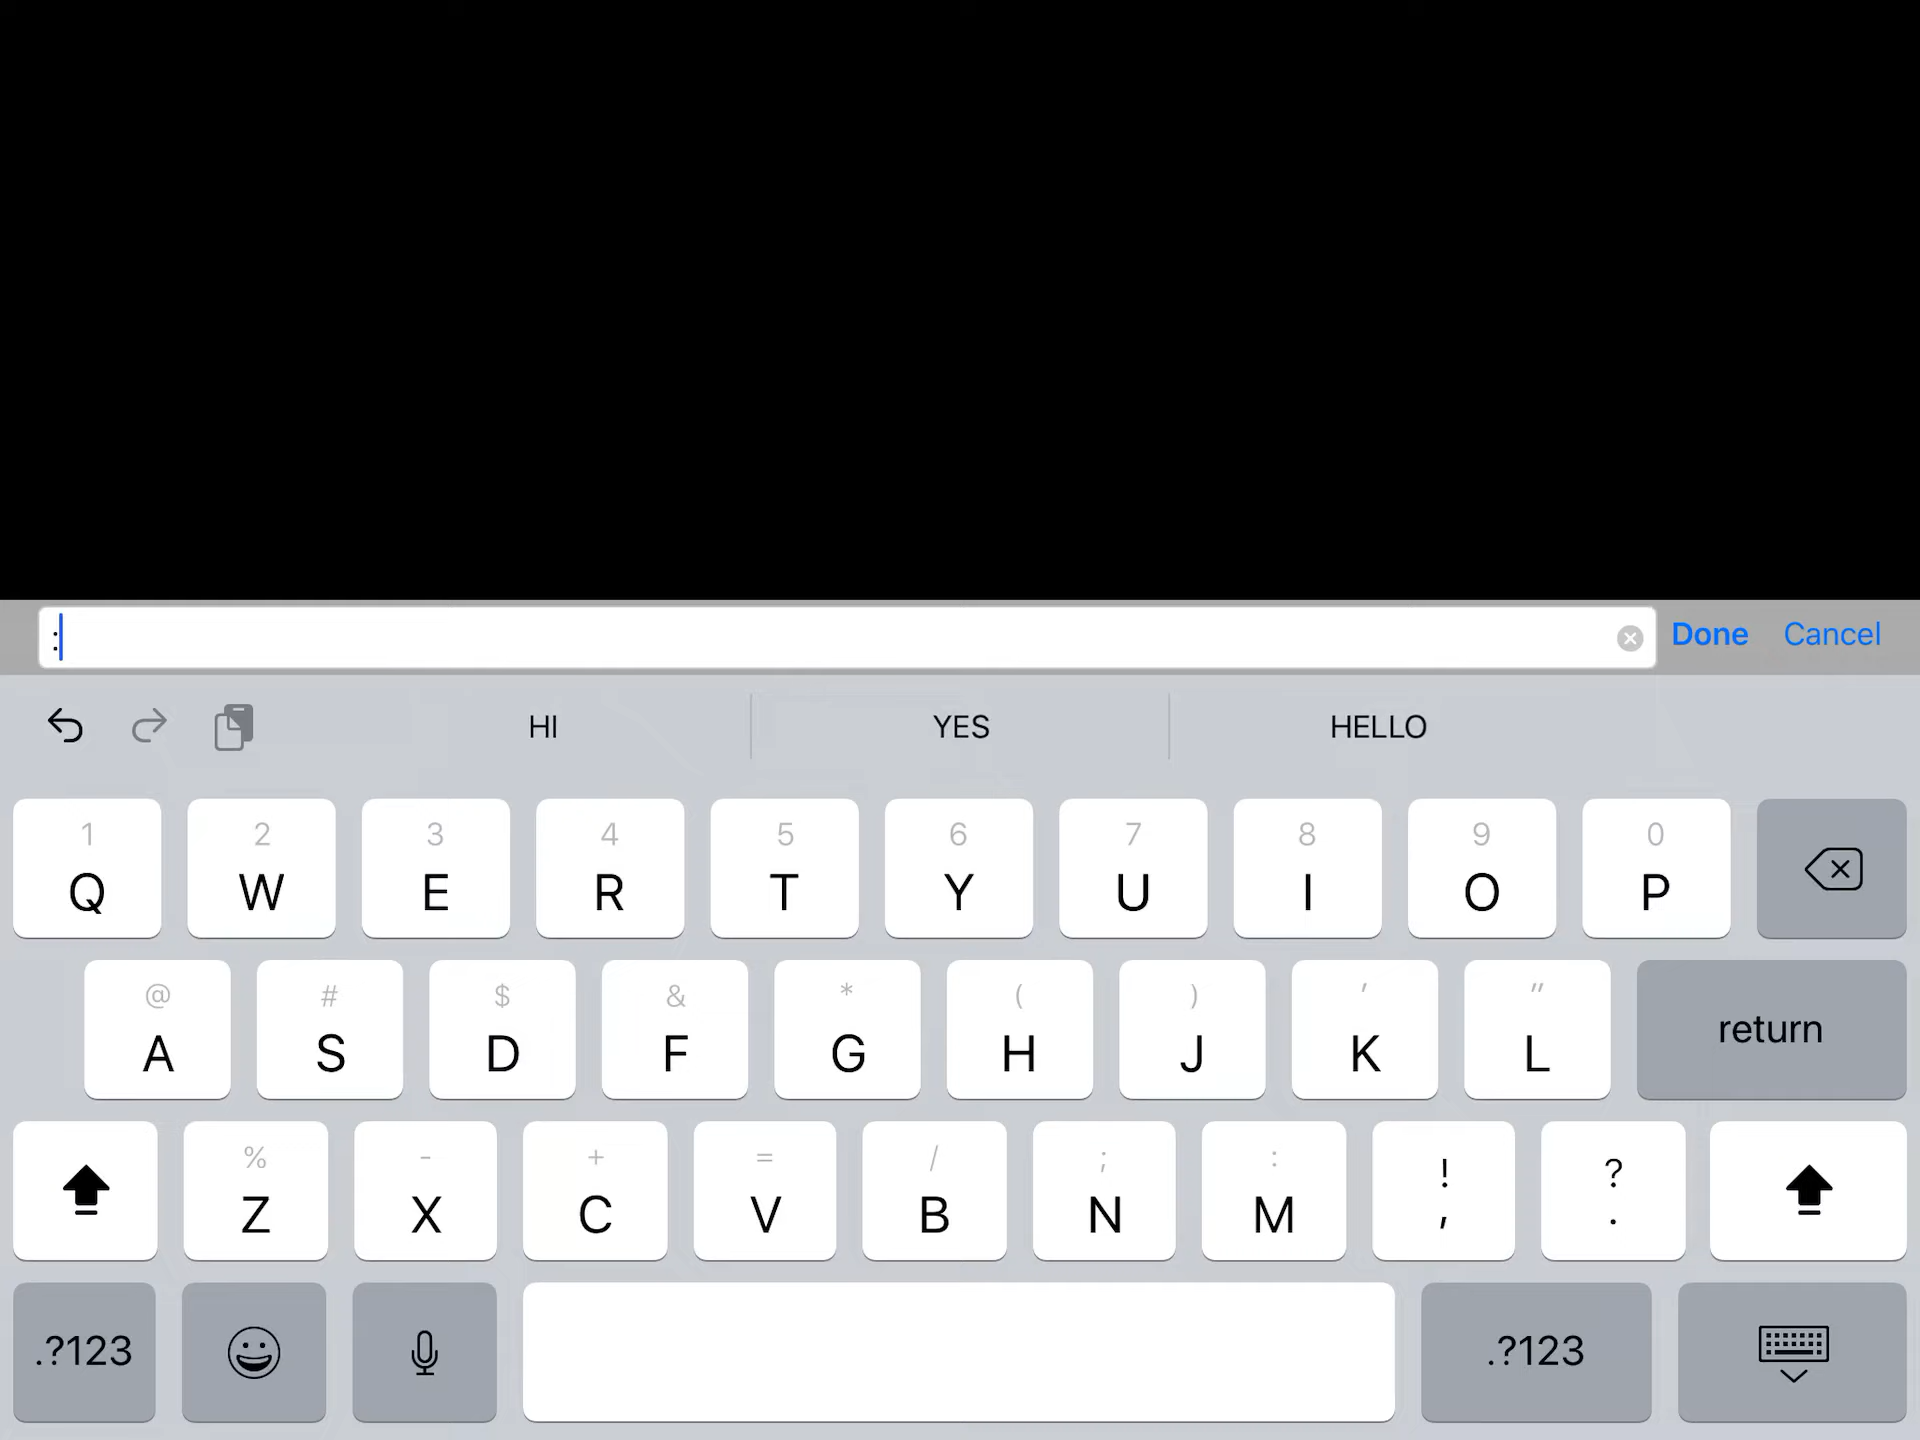 :
Done Cancel
HI YES HELLO
1 2 3 4 5 6 7 8 9 0
Q W E R T Y U I O P
@ # $ & * ( ) ' "
A S D F G H J K L return
% - + = / ; : ! ?
Z X C V B N M , .
.?123 .?123